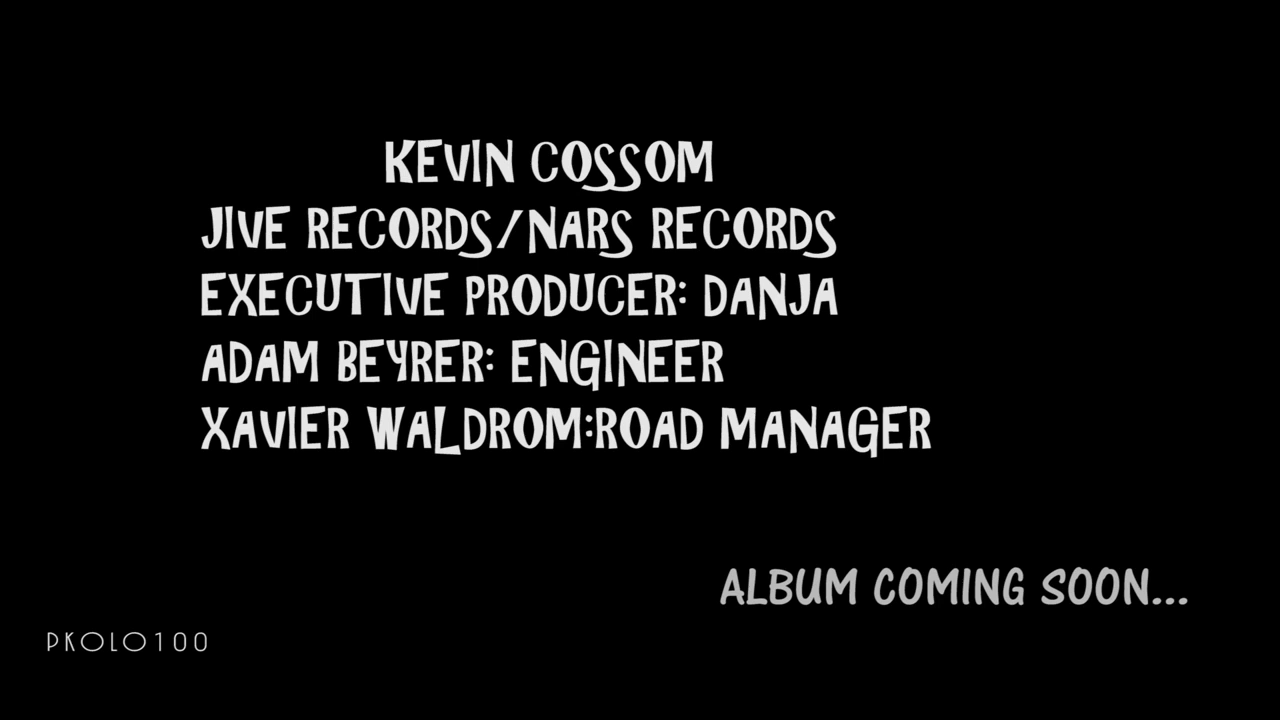 KEVIN COSSOM
JIVE RECORDS/NARS RECORDS
EXECUTIVE PRODUCER: DANJA
ADAM BEYRER: ENGINEER
XAVIER WALDROM:ROAD MANAGER
ALBUM COMING SOON...
PKOLO100